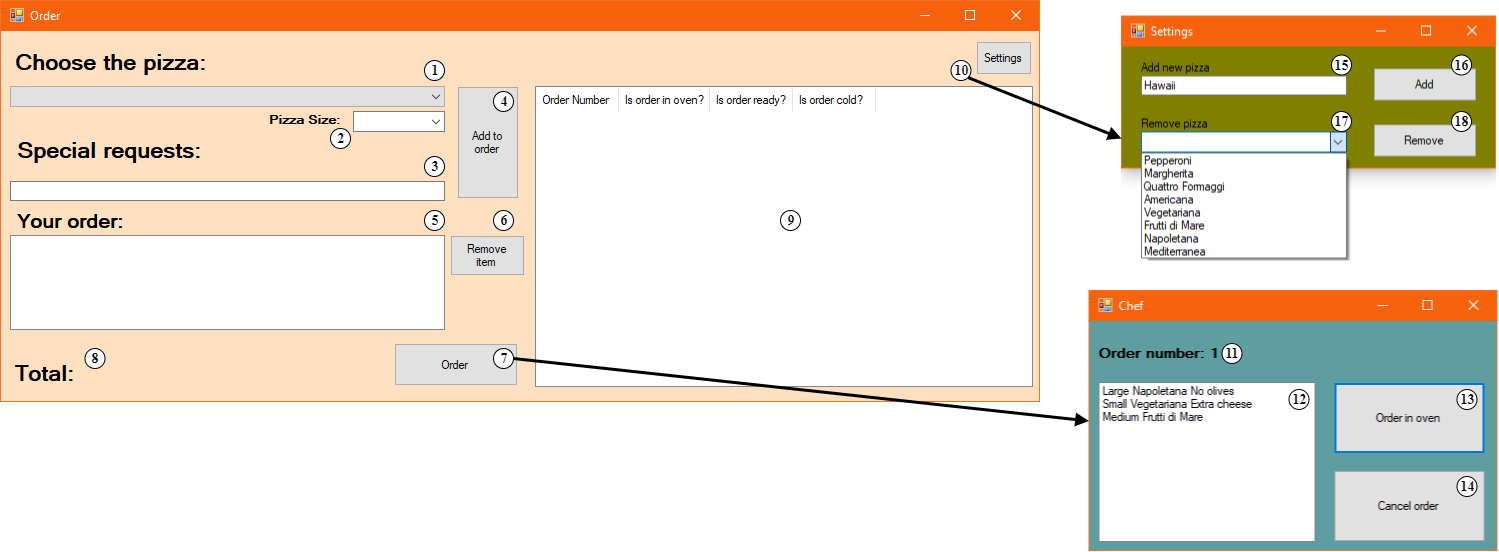 Order
Choose the pizza:
1
Pizza Size:
2
Special requests:
3
4
Add to
order
Your order:
5
6
Remove
item
Total:
8
Order
7
Settings
10
Order Number
Is order in oven?
Is order ready?
Is order cold?
9
Settings
Add new pizza
15
Hawaii
16
Add
Remove pizza
17
18
Remove
Pepperoni
Margherita
Quattro Formaggi
Americana
Vegetariana
Frutti di Mare
Napoletana
Mediterranea
Chef
Order number: 1
11
Large Napoletana No olives
Small Vegetariana Extra cheese
Medium Frutti di Mare
12
13
Order in oven
14
Cancel order